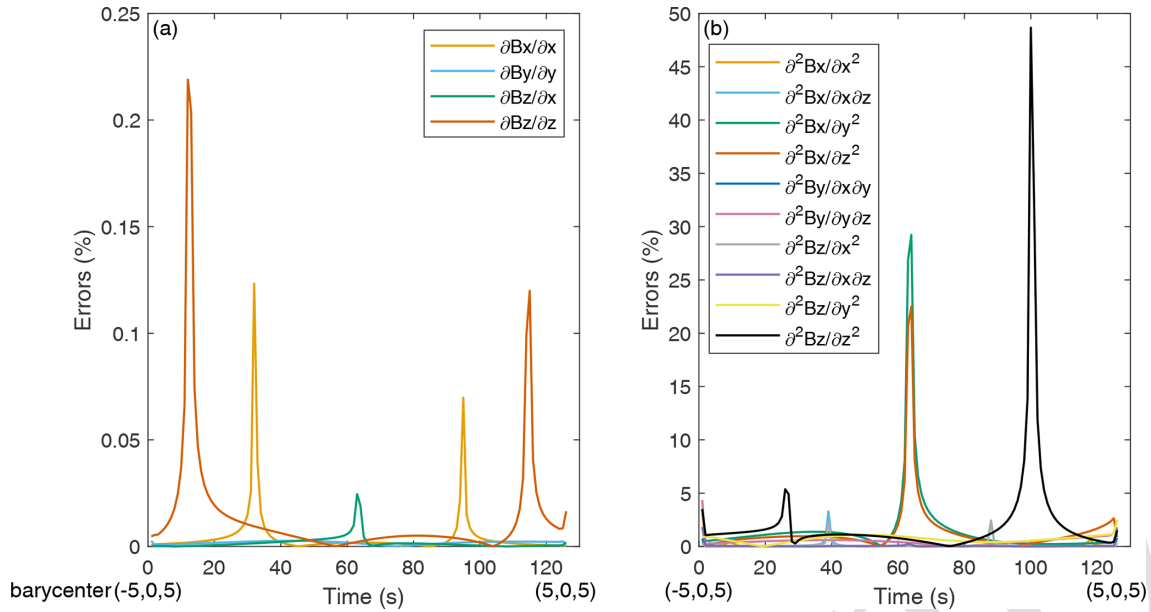 (a)
0.25
0.2
0.15
0.1
0.05
0
Errors (%)
∂Bx/∂x
∂By/∂y
∂Bz/∂x
∂Bz/∂z
0 20 40 60 80 100 120
barycenter (-5,0,5) Time (s) (5,0,5)
(b)
50
45
40
35
30
25
20
15
10
5
0
Errors (%)
∂²Bx/∂x²
∂²Bx/∂x∂z
∂²Bx/∂y²
∂²Bx/∂z²
∂²By/∂x∂y
∂²By/∂y∂z
∂²Bz/∂x²
∂²Bz/∂x∂z
∂²Bz/∂y²
∂²Bz/∂z²
0 20 40 60 80 100 120
(-5,0,5) Time (s) (5,0,5)